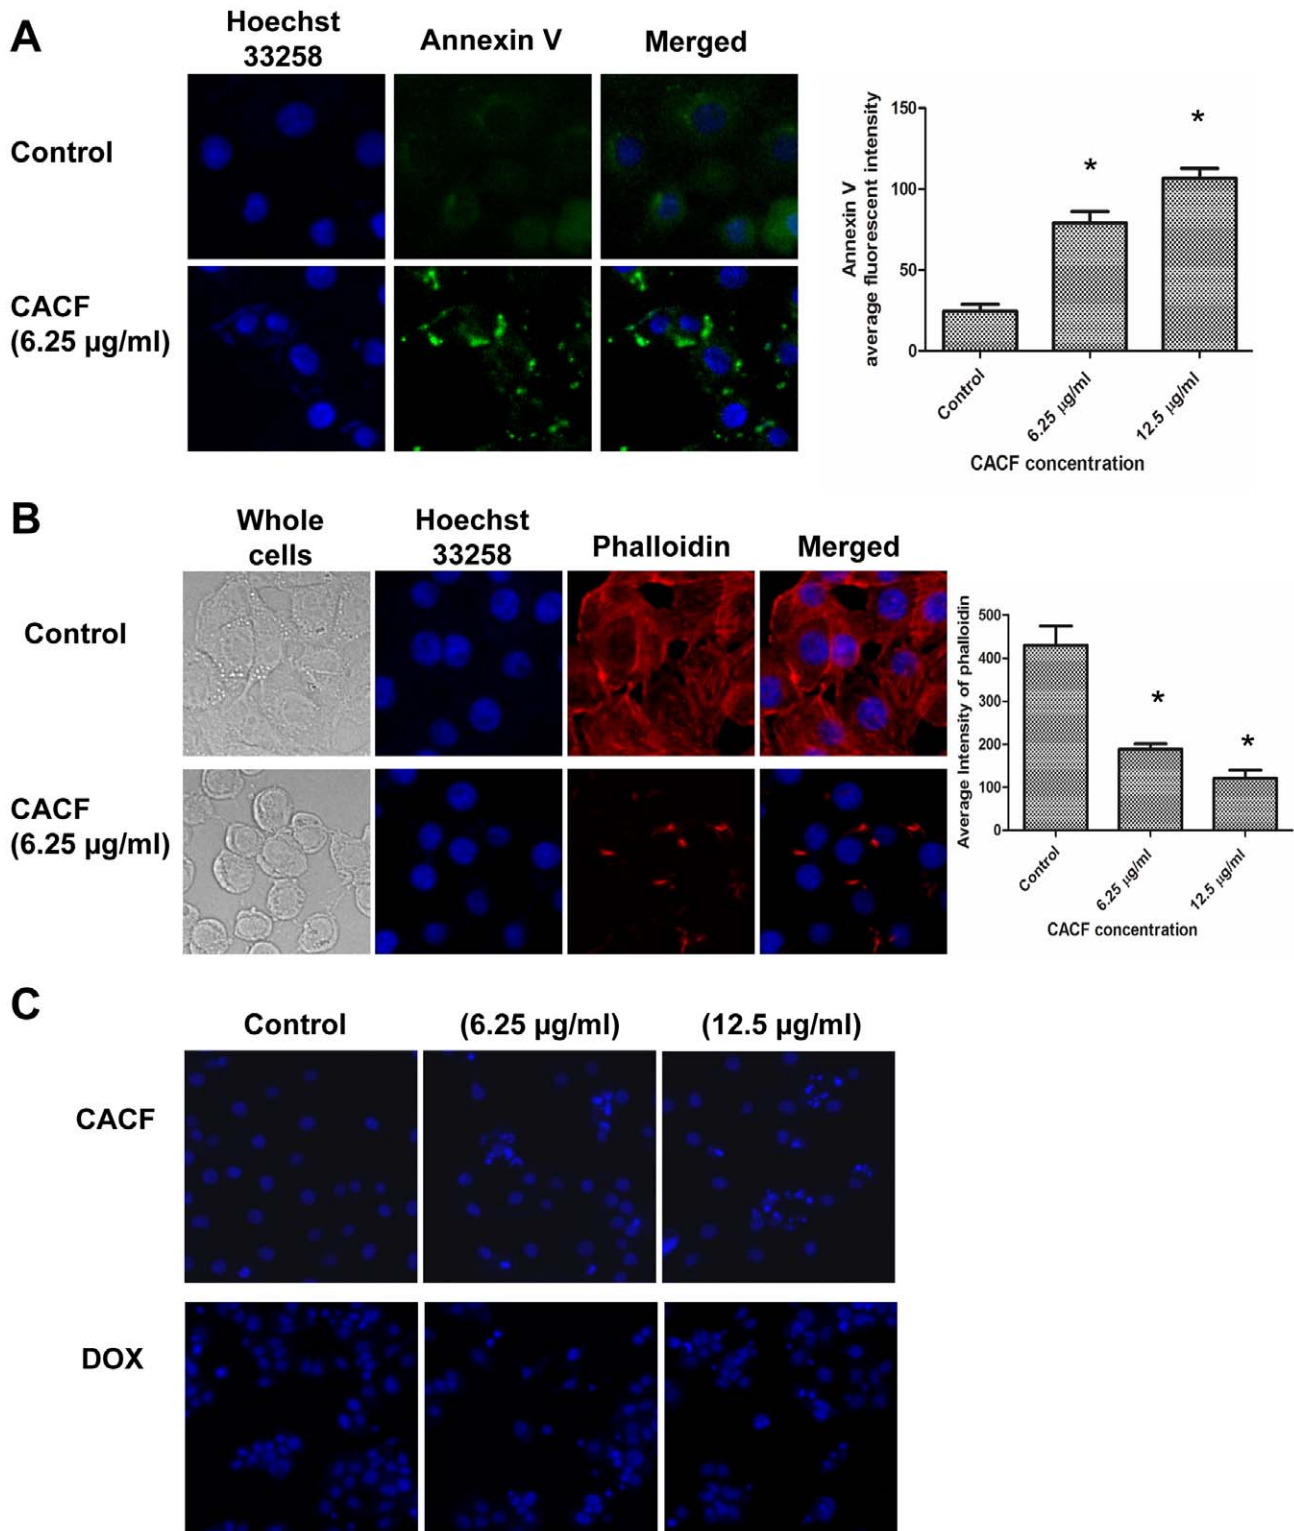 A
Hoechst
33258
Annexin V
Merged
Control
CACF
(6.25 µg/ml)
Annexin V
average fluorescent intensity
150
100
50
0
*
*
Control
6.25 µg/ml
12.5 µg/ml
CACF concentration
B
Whole
cells
Hoechst
33258
Phalloidin
Merged
Control
CACF
(6.25 µg/ml)
Average Intensity of phalloidin
500
400
300
200
100
0
*
*
Control
6.25 µg/ml
12.5 µg/ml
CACF concentration
C
Control
(6.25 µg/ml)
(12.5 µg/ml)
CACF
DOX